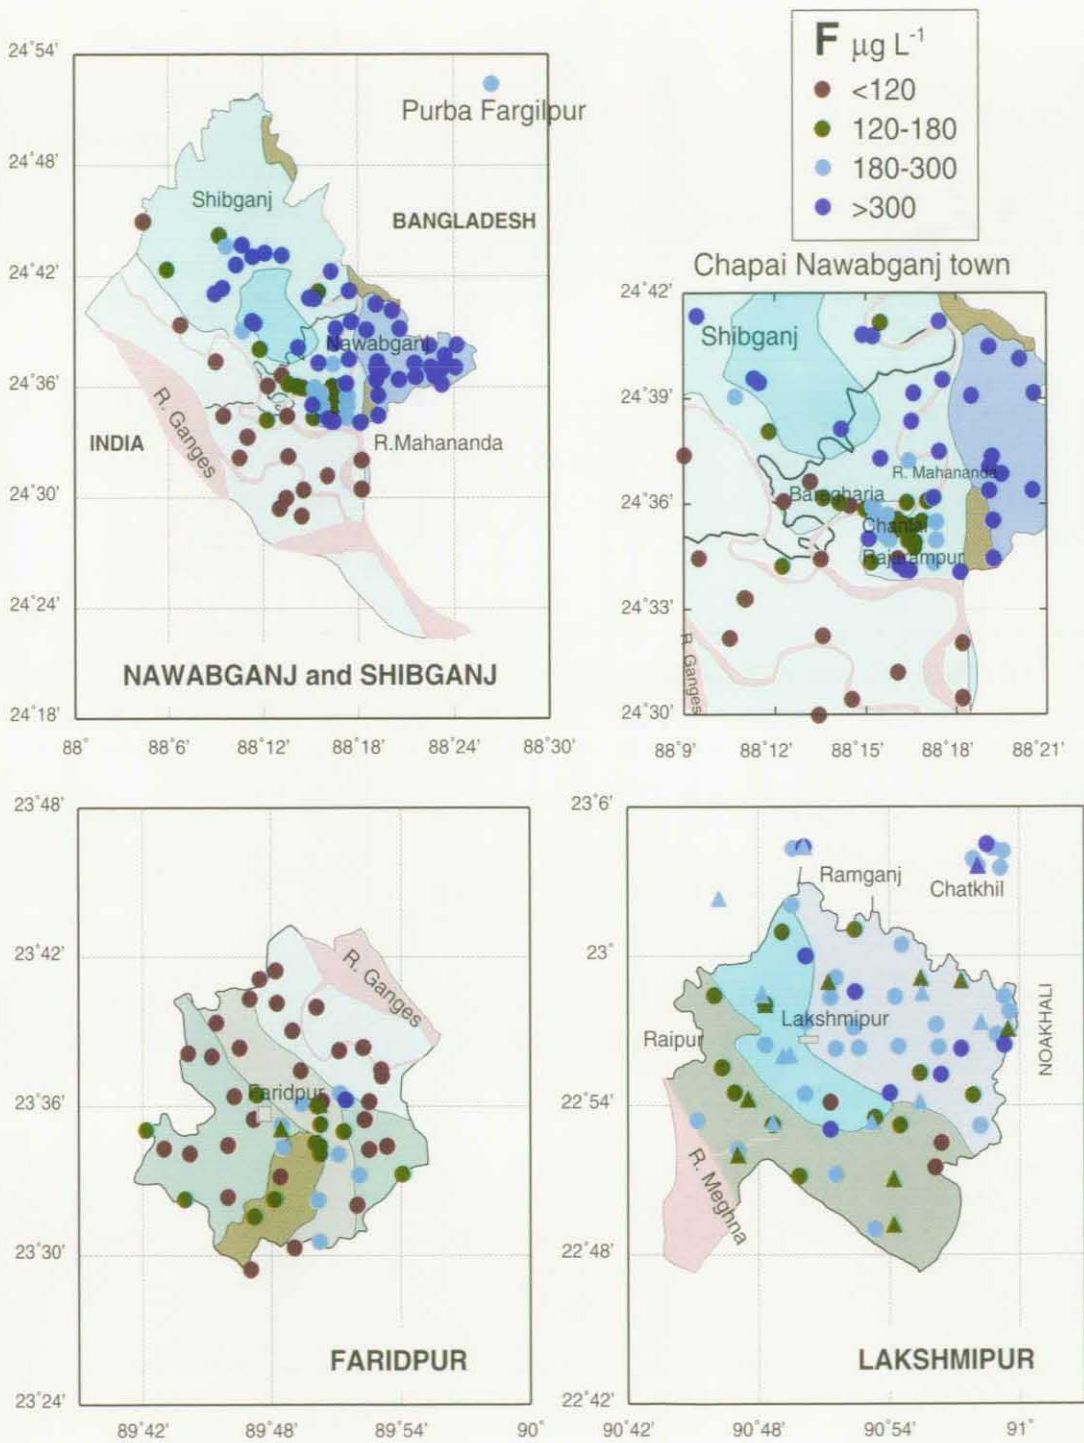 F µg L-1
<120
120-180
180-300
>300
24°54'
24°48'
24°42'
24°36'
24°30'
24°24'
24°18'
Purba Fargilpur
Shibganj
BANGLADESH
Nawabganj
R. Ganges
INDIA
R.Mahananda
NAWABGANJ and SHIBGANJ
88°
88°6'
88°12'
88°18'
88°24'
88°30'
Chapai Nawabganj town
24°42'
24°39'
24°36'
24°33'
24°30'
Shibganj
R. Mahananda
Baragharia
Chantai
Rajarampur
R. Ganges
88°9'
88°12'
88°15'
88°18'
88°21'
23°48'
23°42'
23°36'
23°30'
23°24'
R. Ganges
Faridpur
FARIDPUR
89°42'
89°48'
89°54'
90°
23°6'
23°
22°54'
22°48'
22°42'
Ramganj
Chatkhil
Lakshmipur
Raipur
NOAKHALI
R. Meghna
LAKSHMIPUR
90°42'
90°48'
90°54'
91°